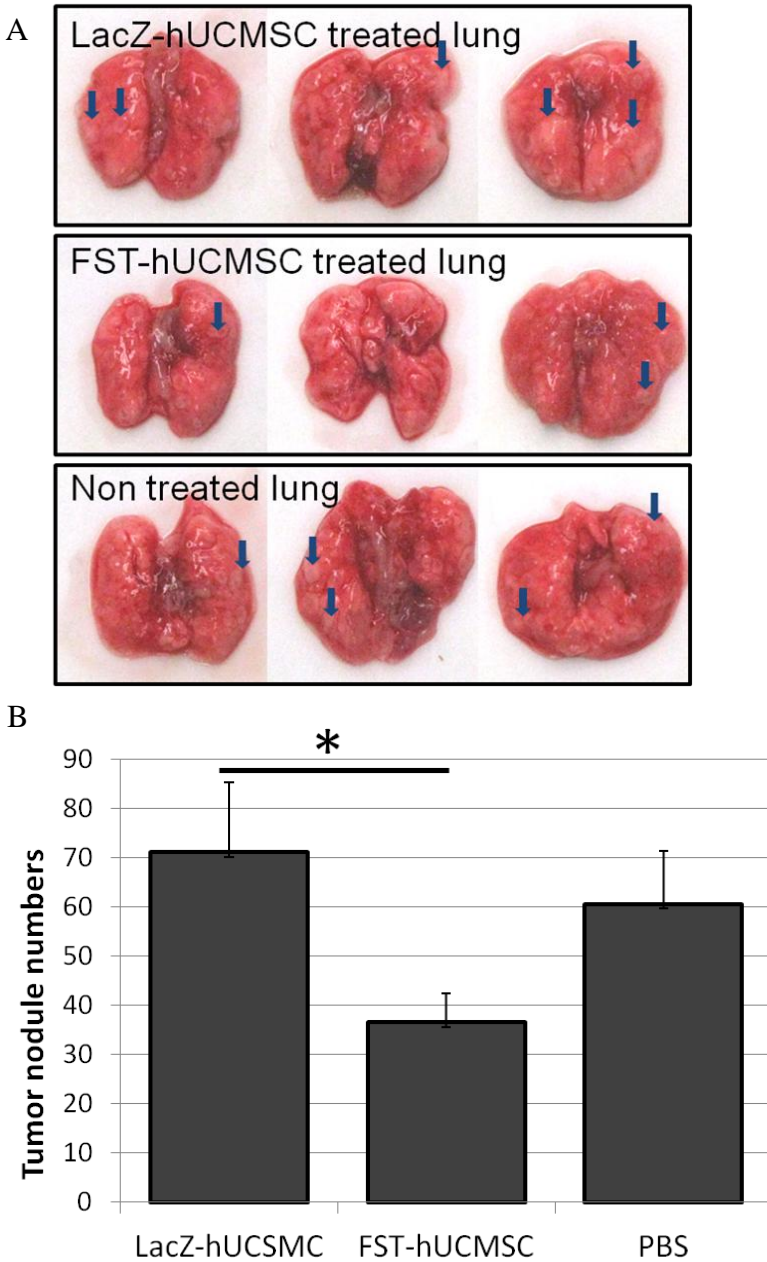 A
LacZ-hUCMSC treated lung
FST-hUCMSC treated lung
Non treated lung
B
*
Tumor nodule numbers
90
80
70
60
50
40
30
20
10
0
LacZ-hUCSMC FST-hUCMSC PBS